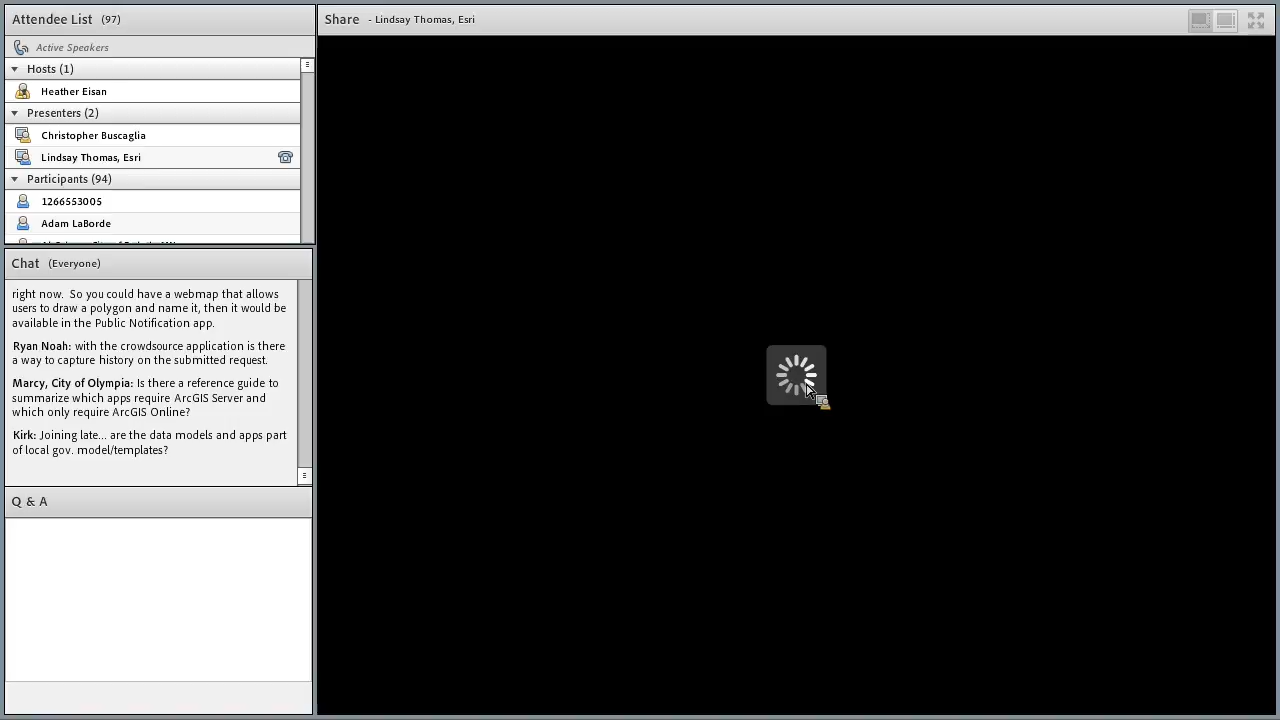 Attendee List (97)
Active Speakers
Hosts (1)
Heather Eisan
Presenters (2)
Christopher Buscaglia
Lindsay Thomas, Esri
Participants (94)
1266553005
Adam LaBorde
Chat (Everyone)
right now. So you could have a webmap that allows
users to draw a polygon and name it, then it would be
available in the Public Notification app.
Ryan Noah: with the crowdsource application is there
a way to capture history on the submitted request.
Marcy, City of Olympia: Is there a reference guide to
summarize which apps require ArcGIS Server and
which only require ArcGIS Online?
Kirk: Joining late... are the data models and apps part
of local gov. model/templates?
Q & A
Share - Lindsay Thomas, Esri